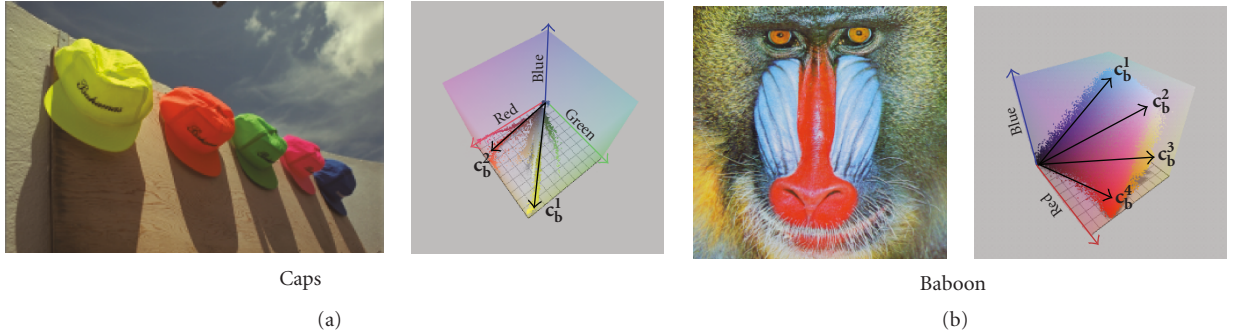 Bahamas
Blue
Red
Green
c_b^2
c_b^1
Caps
(a)
Blue
Red
c_b^1
c_b^2
c_b^3
c_b^4
Baboon
(b)